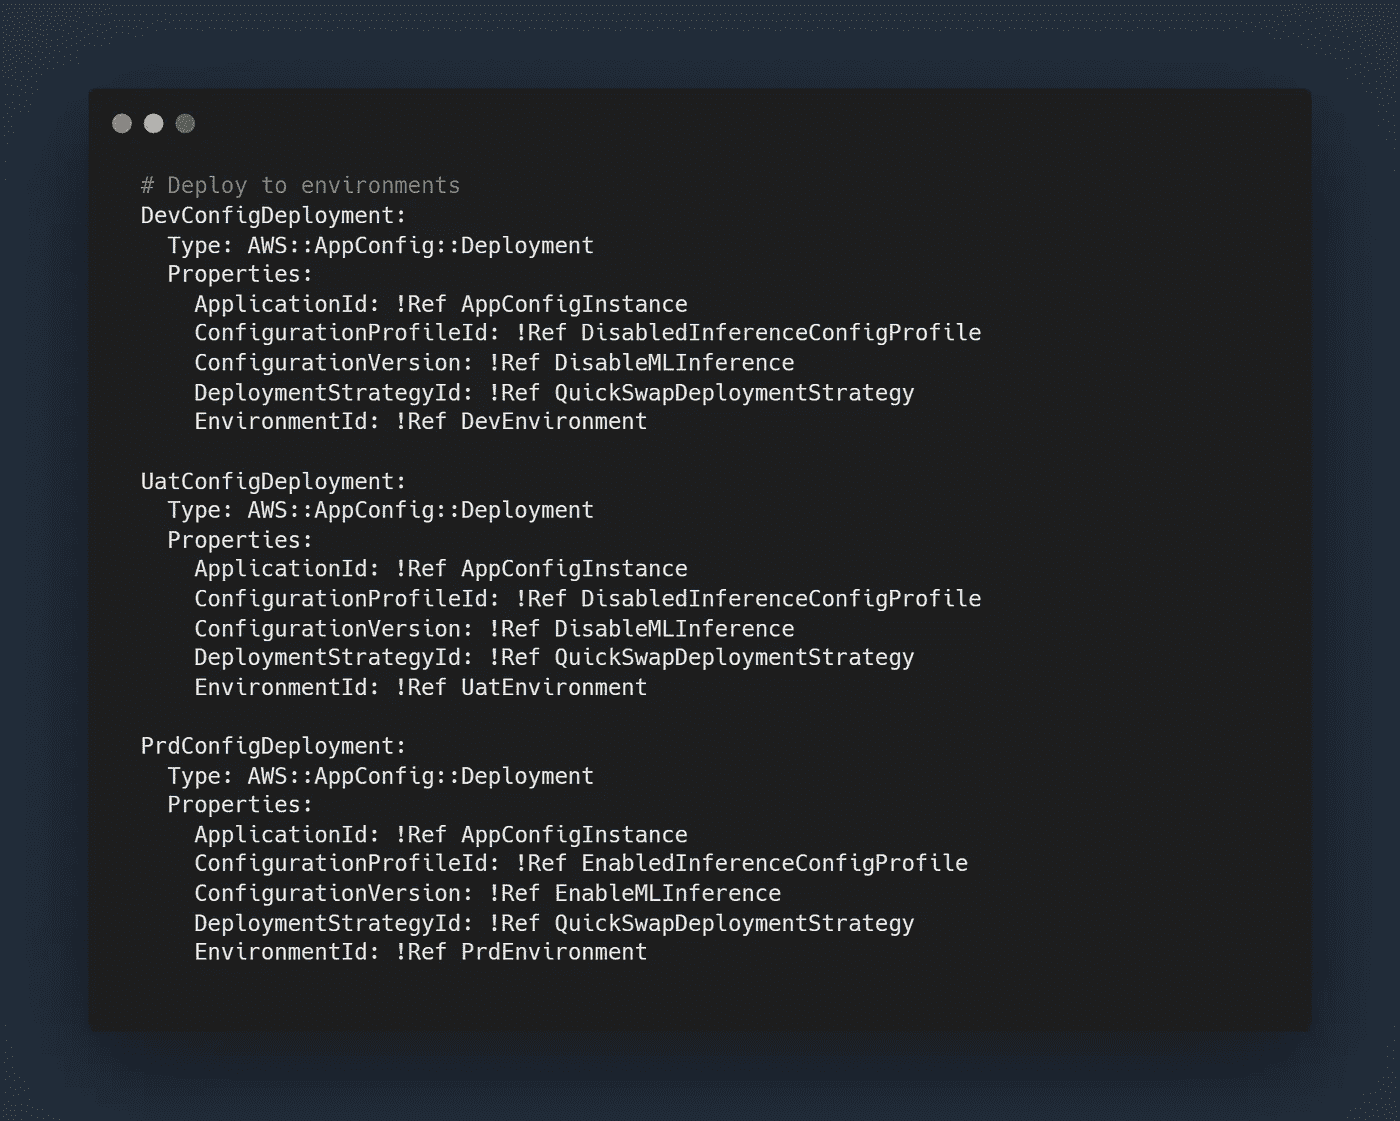 # Deploy to environments
DevConfigDeployment:
  Type: AWS::AppConfig::Deployment
  Properties:
    ApplicationId: !Ref AppConfigInstance
    ConfigurationProfileId: !Ref DisabledInferenceConfigProfile
    ConfigurationVersion: !Ref DisableMLInference
    DeploymentStrategyId: !Ref QuickSwapDeploymentStrategy
    EnvironmentId: !Ref DevEnvironment

UatConfigDeployment:
  Type: AWS::AppConfig::Deployment
  Properties:
    ApplicationId: !Ref AppConfigInstance
    ConfigurationProfileId: !Ref DisabledInferenceConfigProfile
    ConfigurationVersion: !Ref DisableMLInference
    DeploymentStrategyId: !Ref QuickSwapDeploymentStrategy
    EnvironmentId: !Ref UatEnvironment

PrdConfigDeployment:
  Type: AWS::AppConfig::Deployment
  Properties:
    ApplicationId: !Ref AppConfigInstance
    ConfigurationProfileId: !Ref EnabledInferenceConfigProfile
    ConfigurationVersion: !Ref EnableMLInference
    DeploymentStrategyId: !Ref QuickSwapDeploymentStrategy
    EnvironmentId: !Ref PrdEnvironment